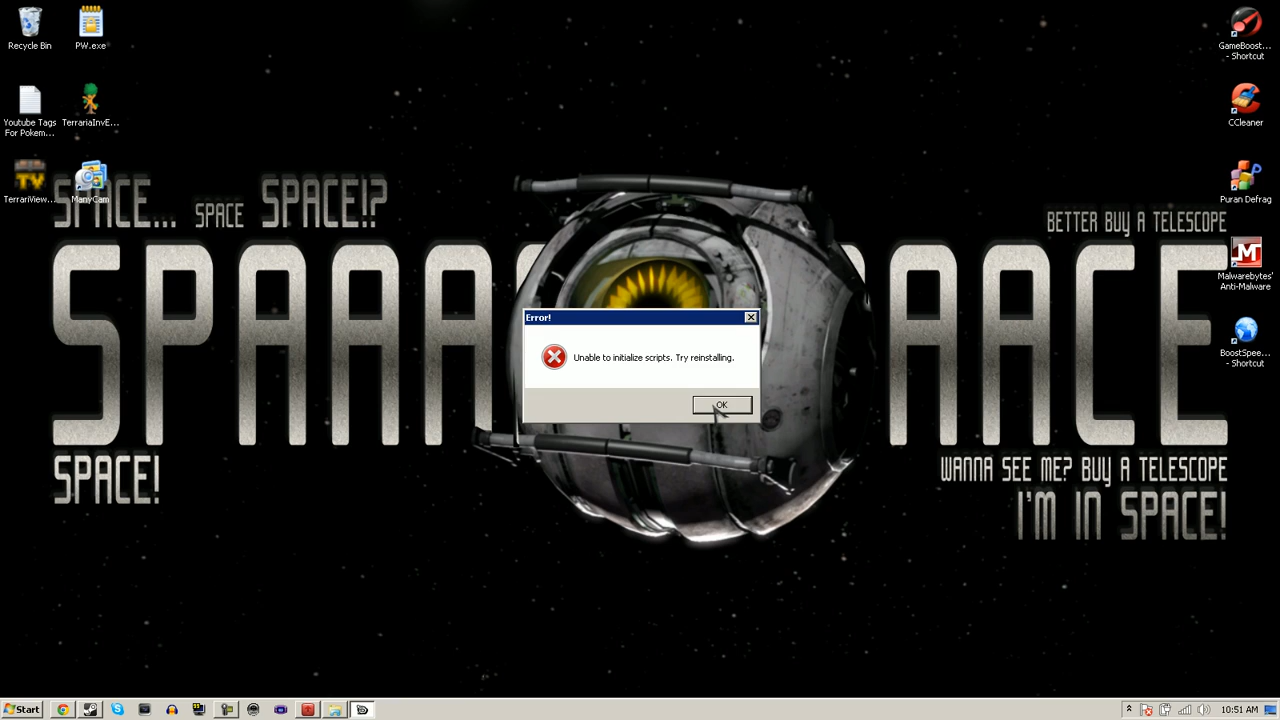 Recycle Bin
PW.exe
GameBoost...
- Shortcut
Youtube Tags
For Pokem...
TerrariaInvE...
CCleaner
TerrariView...
ManyCam
Puran Defrag
SPACE... SPACE SPACE!?
BETTER BUY A TELESCOPE
Malwarebytes'
Anti-Malware
BoostSpee...
- Shortcut
Error!
Unable to initialize scripts. Try reinstalling.
OK
SPACE!
WANNA SEE ME? BUY A TELESCOPE
I'M IN SPACE!
Start
10:51 AM